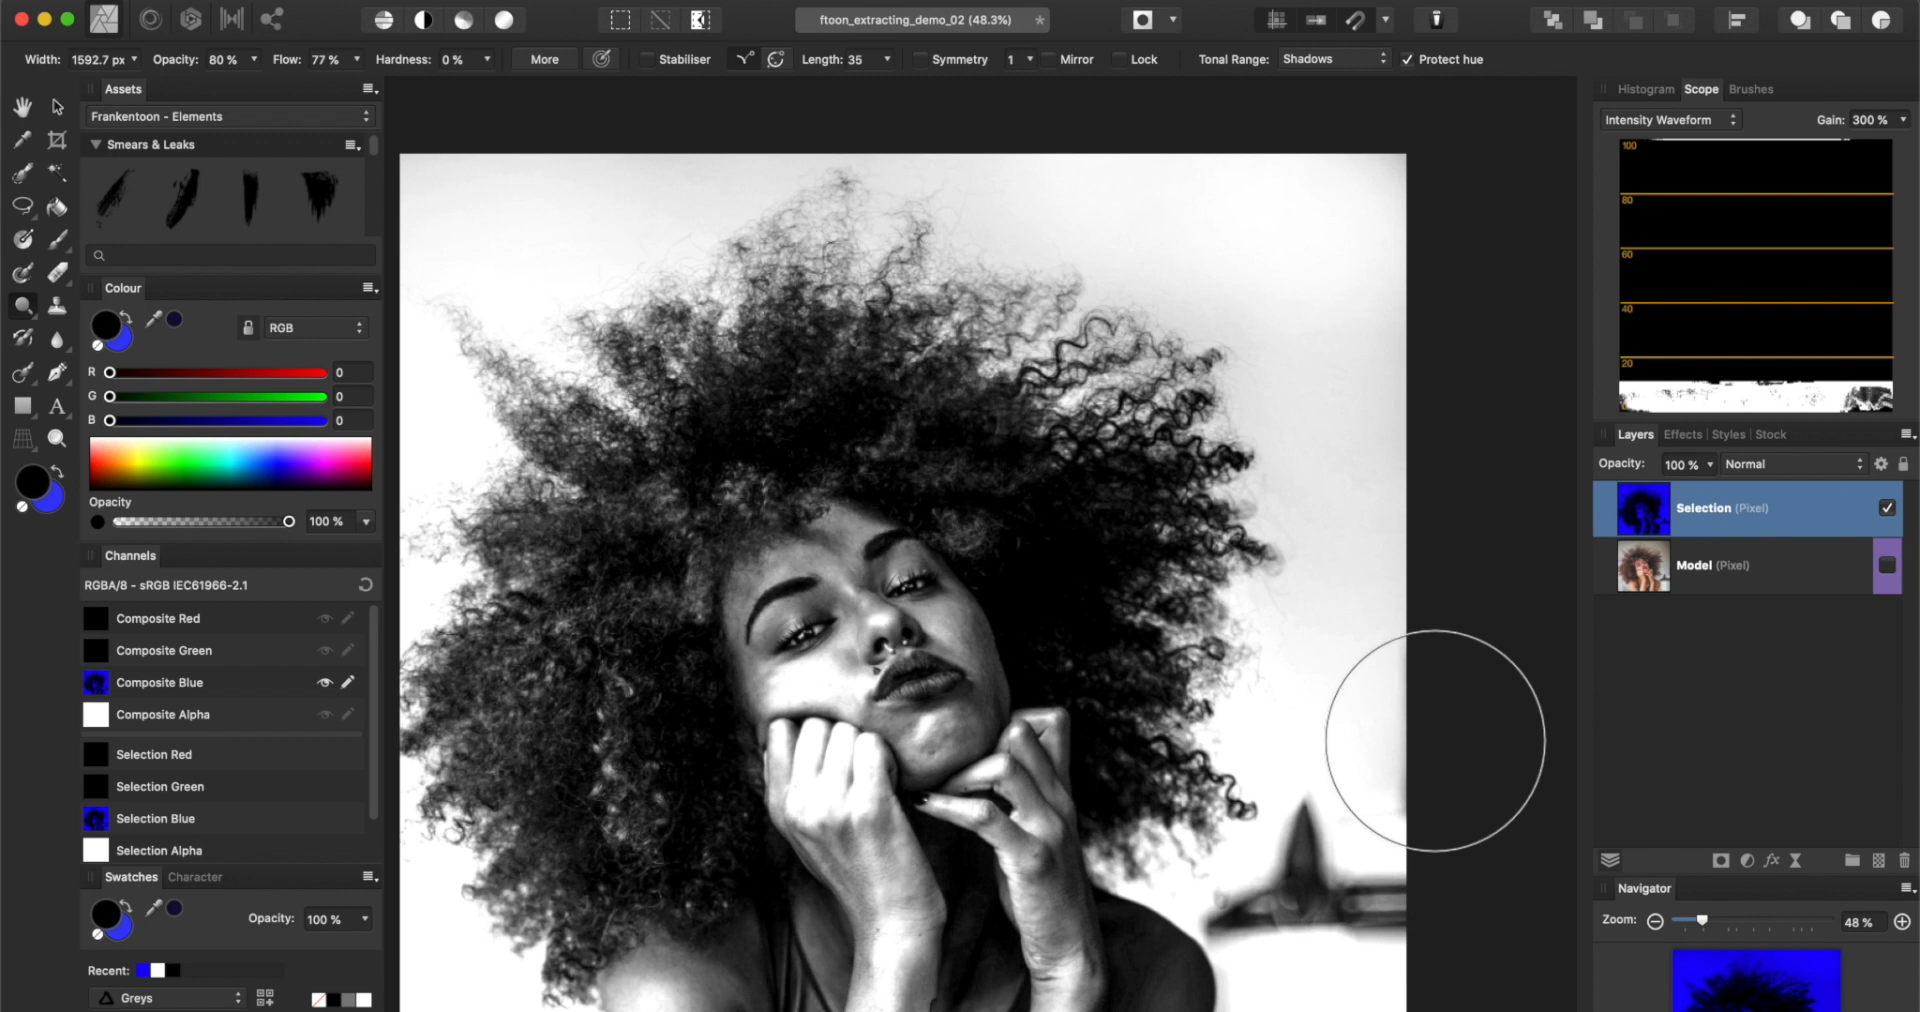 ftoon_extracting_demo_02 (48.3%)
Width: 1592.7 px Opacity: 80 % Flow: 77 % Hardness: 0 % More Stabiliser Length: 35 Symmetry 1 Mirror Lock Tonal Range: Shadows Protect hue
Assets
Frankentoon - Elements
Smears & Leaks
Colour
RGB
R 0
G 0
B 0
Opacity
100 %
Channels
RGBA/8 - sRGB IEC61966-2.1
Composite Red
Composite Green
Composite Blue
Composite Alpha
Selection Red
Selection Green
Selection Blue
Selection Alpha
Swatches Character
Opacity: 100 %
Recent:
Greys
Histogram Scope Brushes
Intensity Waveform Gain: 300 %
100
80
60
40
20
Layers Effects Styles Stock
Opacity: 100 % Normal
Selection (Pixel)
Model (Pixel)
Navigator
Zoom: 48 %